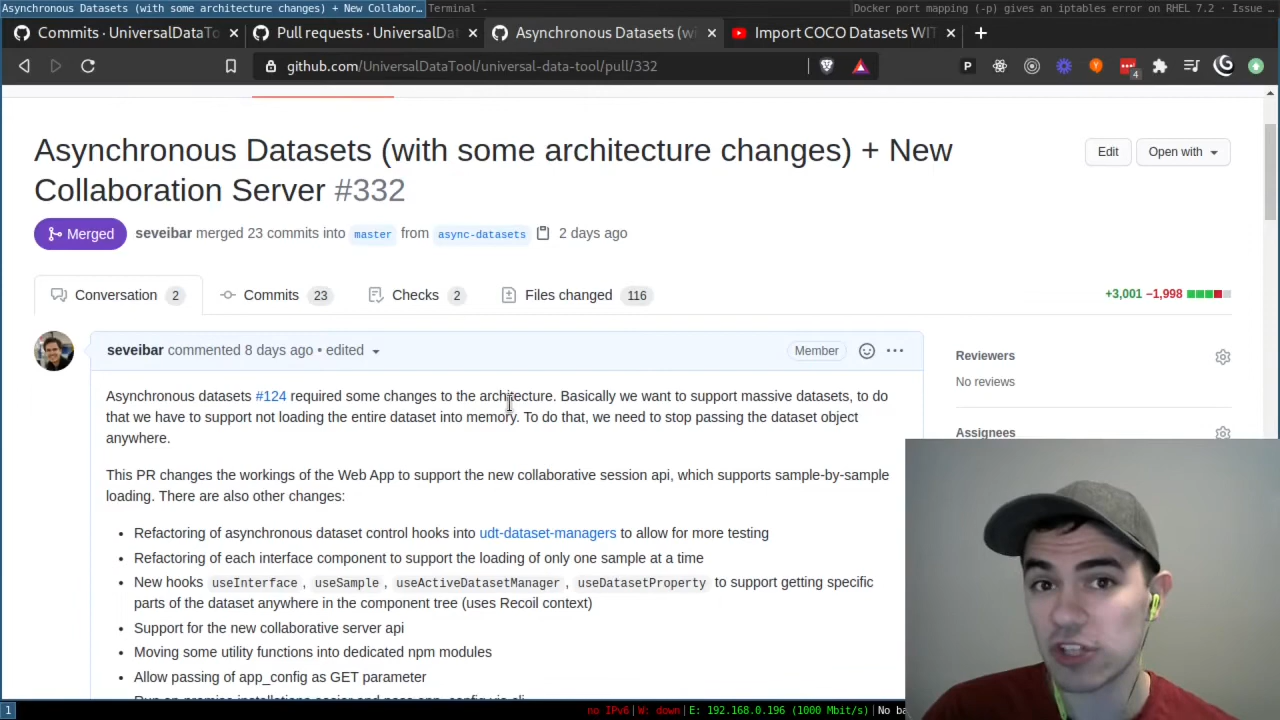 Asynchronous Datasets (with some architecture changes) + New Collabor…
Terminal -
Docker port mapping (-p) gives an iptables error on RHEL 7.2 · Issue …
Commits · UniversalDataTo
Pull requests · UniversalDat
Asynchronous Datasets (wi
Import COCO Datasets WIT
github.com/UniversalDataTool/universal-data-tool/pull/332
P
4
Asynchronous Datasets (with some architecture changes) + New
Collaboration Server #332
Edit
Open with
Merged
seveibar merged 23 commits into master from async-datasets 2 days ago
Conversation 2
Commits 23
Checks 2
Files changed 116
+3,001 −1,998
seveibar commented 8 days ago • edited
Member
Asynchronous datasets #124 required some changes to the architecture. Basically we want to support massive datasets, to do
that we have to support not loading the entire dataset into memory. To do that, we need to stop passing the dataset object
anywhere.
This PR changes the workings of the Web App to support the new collaborative session api, which supports sample-by-sample
loading. There are also other changes:
• Refactoring of asynchronous dataset control hooks into udt-dataset-managers to allow for more testing
• Refactoring of each interface component to support the loading of only one sample at a time
• New hooks useInterface , useSample , useActiveDatasetManager , useDatasetProperty to support getting specific
parts of the dataset anywhere in the component tree (uses Recoil context)
• Support for the new collaborative server api
• Moving some utility functions into dedicated npm modules
• Allow passing of app_config as GET parameter
Reviewers
No reviews
Assignees
1
no IPv6|W: down|E: 192.168.0.196 (1000 Mbit/s)|No ba